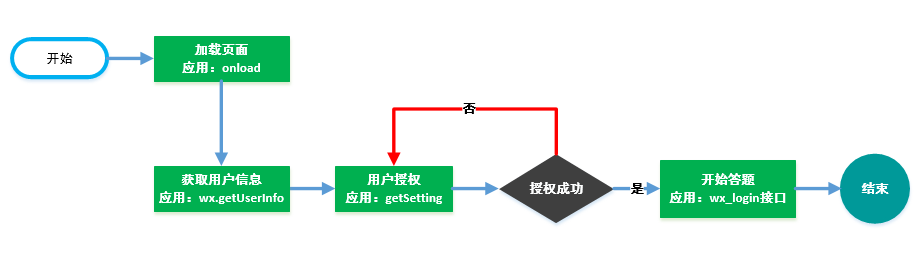 开始
加载页面
应用：onload
获取用户信息
应用：wx.getUserInfo
用户授权
应用：getSetting
否
授权成功
是
开始答题
应用：wx_login接口
结束